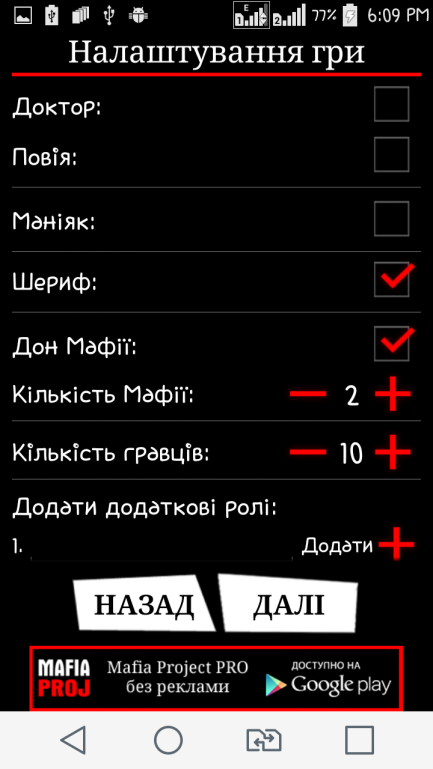 E
2 77% 6:09 PM
Налаштування гри
Доктор:
Повія:
Маніяк:
Шериф:
Дон Мафії:
Кількість Мафії: 2
Кількість гравців: 10
Додати додаткові ролі:
1. Додати
НАЗАД ДАЛІ
MAFIA PROJ
Mafia Project PRO
без реклами
ДОСТУПНО НА
Google play